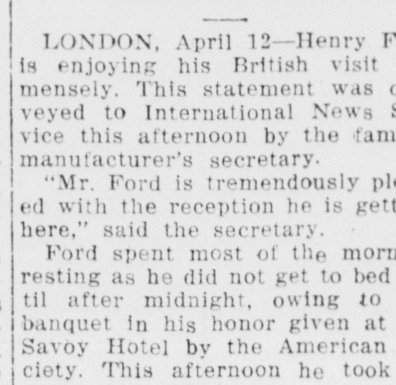 LONDON, April 12—Henry F
is enjoying his British visit
mensely. This statement was c
veyed to International News S
vice this afternoon by the fam
manufacturer's secretary.
"Mr. Ford is tremendously ple
ed with the reception he is gett
here," said the secretary.
Ford spent most of the morn
resting as he did not get to bed
til after midnight, owing to
banquet in his honor given at
Savoy Hotel by the American
ciety. This afternoon he took